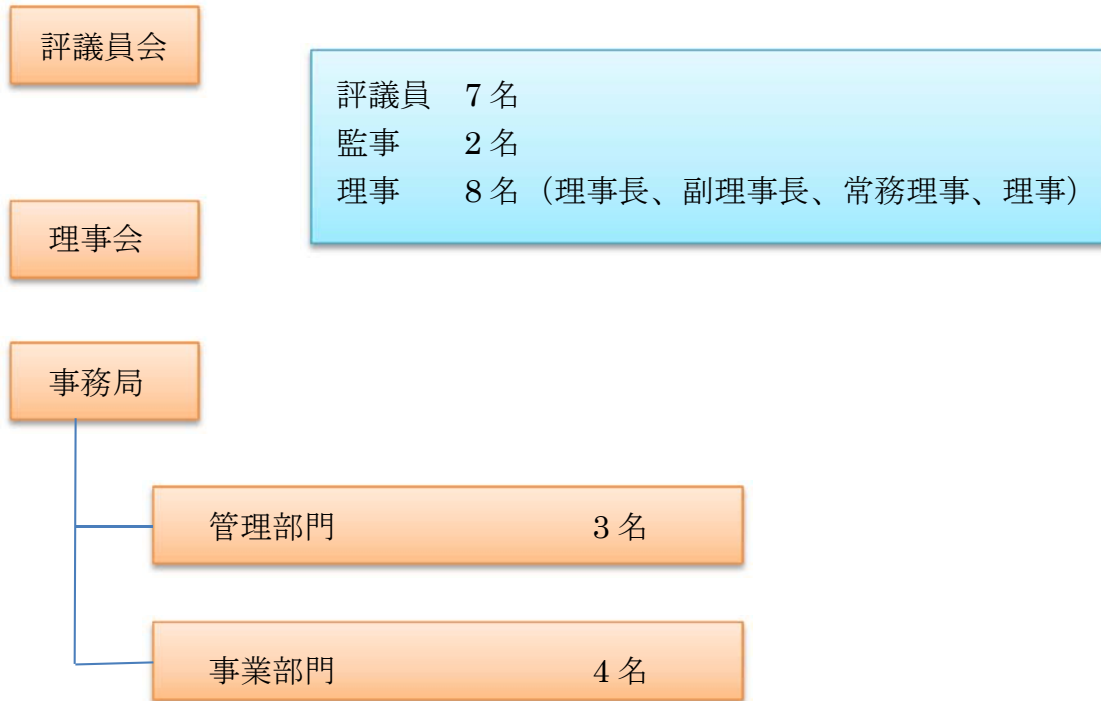 評議員会
評議員 7名
監事 2名
理事 8名（理事長、副理事長、常務理事、理事）
理事会
事務局
管理部門 3名
事業部門 4名